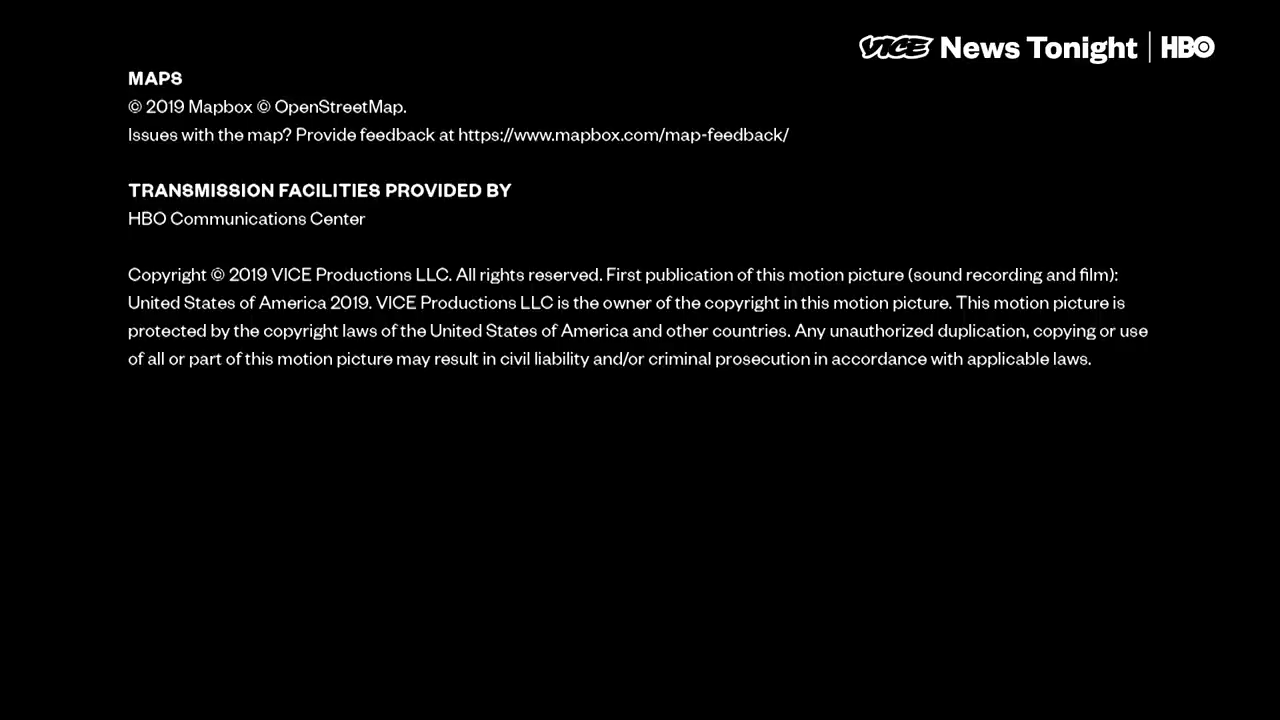 VICE News Tonight | HBO
MAPS
© 2019 Mapbox © OpenStreetMap.
Issues with the map? Provide feedback at https://www.mapbox.com/map-feedback/
TRANSMISSION FACILITIES PROVIDED BY
HBO Communications Center
Copyright © 2019 VICE Productions LLC. All rights reserved. First publication of this motion picture (sound recording and film):
United States of America 2019. VICE Productions LLC is the owner of the copyright in this motion picture. This motion picture is
protected by the copyright laws of the United States of America and other countries. Any unauthorized duplication, copying or use
of all or part of this motion picture may result in civil liability and/or criminal prosecution in accordance with applicable laws.